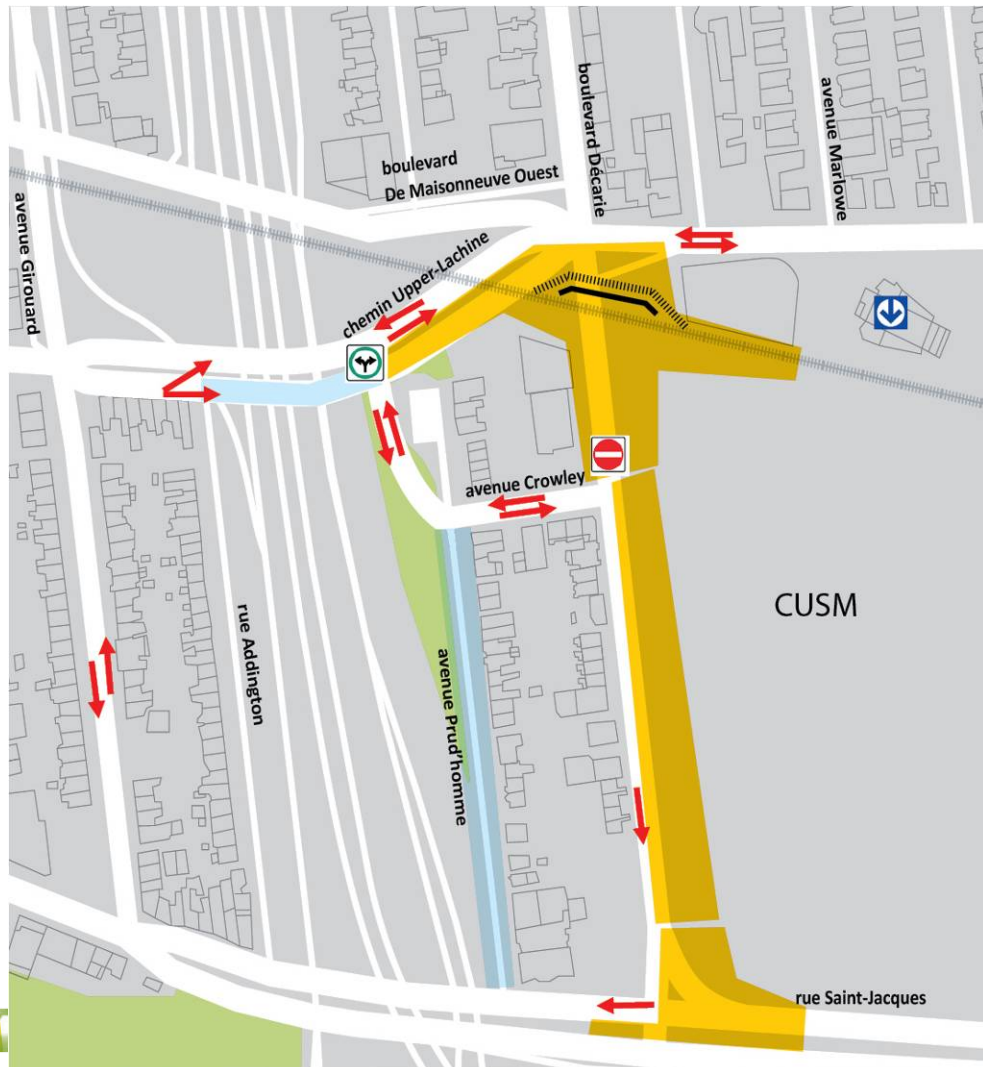 boulevard
De Maisonneuve Ouest
boulevard Décarie
avenue Marlowe
avenue Girouard
chemin Upper-Lachine
avenue Crowley
CUSM
rue Addington
avenue Prud'homme
rue Saint-Jacques